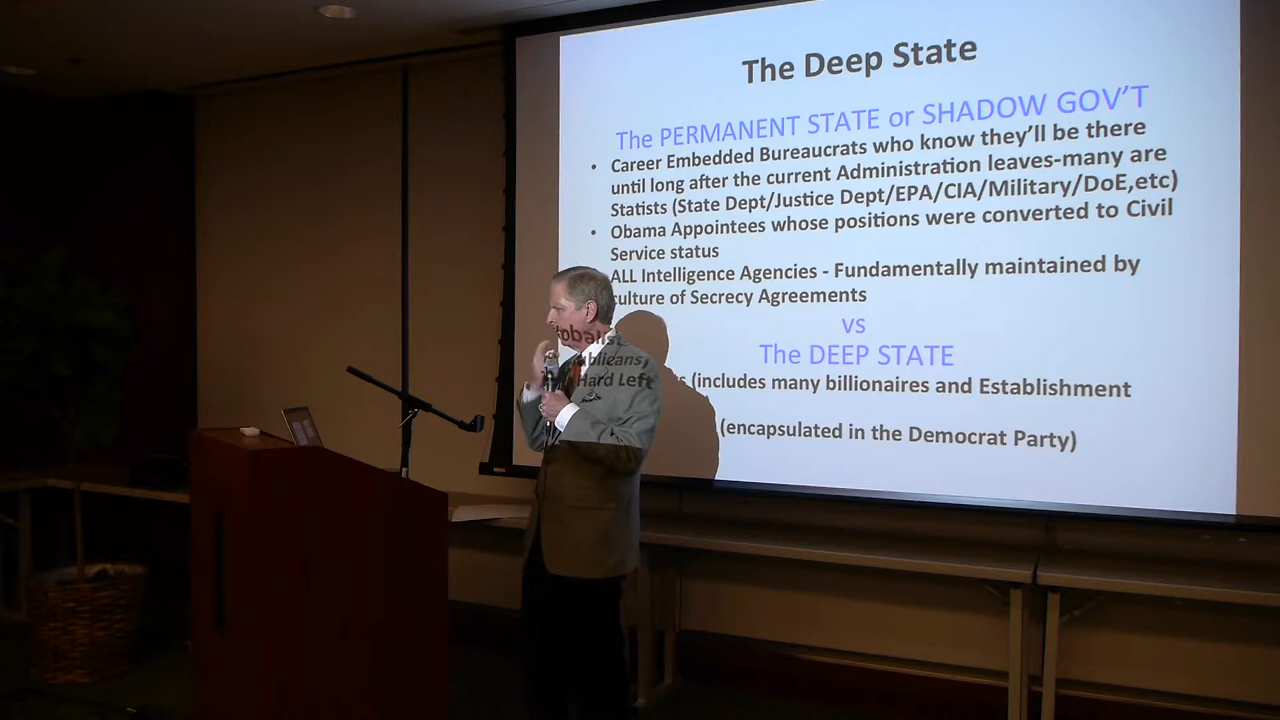 The Deep State
The PERMANENT STATE or SHADOW GOV'T
• Career Embedded Bureaucrats who know they'll be there
until long after the current Administration leaves-many are
Statists (State Dept/Justice Dept/EPA/CIA/Military/DoE,etc)
• Obama Appointees whose positions were converted to Civil
Service status
ALL Intelligence Agencies - Fundamentally maintained by
culture of Secrecy Agreements
vs
The DEEP STATE
(includes many billionaires and Establishment
Hard Left (encapsulated in the Democrat Party)